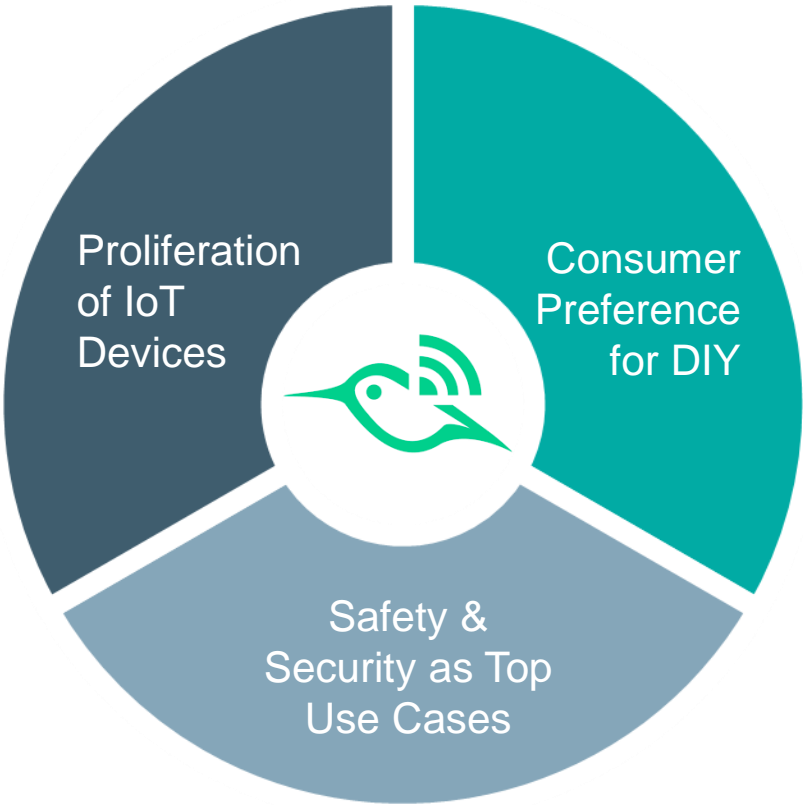 Proliferation
of IoT
Devices
Consumer
Preference
for DIY
Safety &
Security as Top
Use Cases